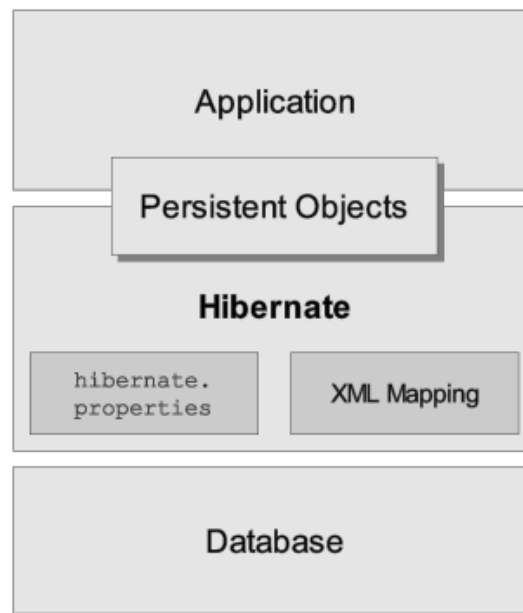 Application
Persistent Objects
Hibernate
hibernate.
properties
XML Mapping
Database